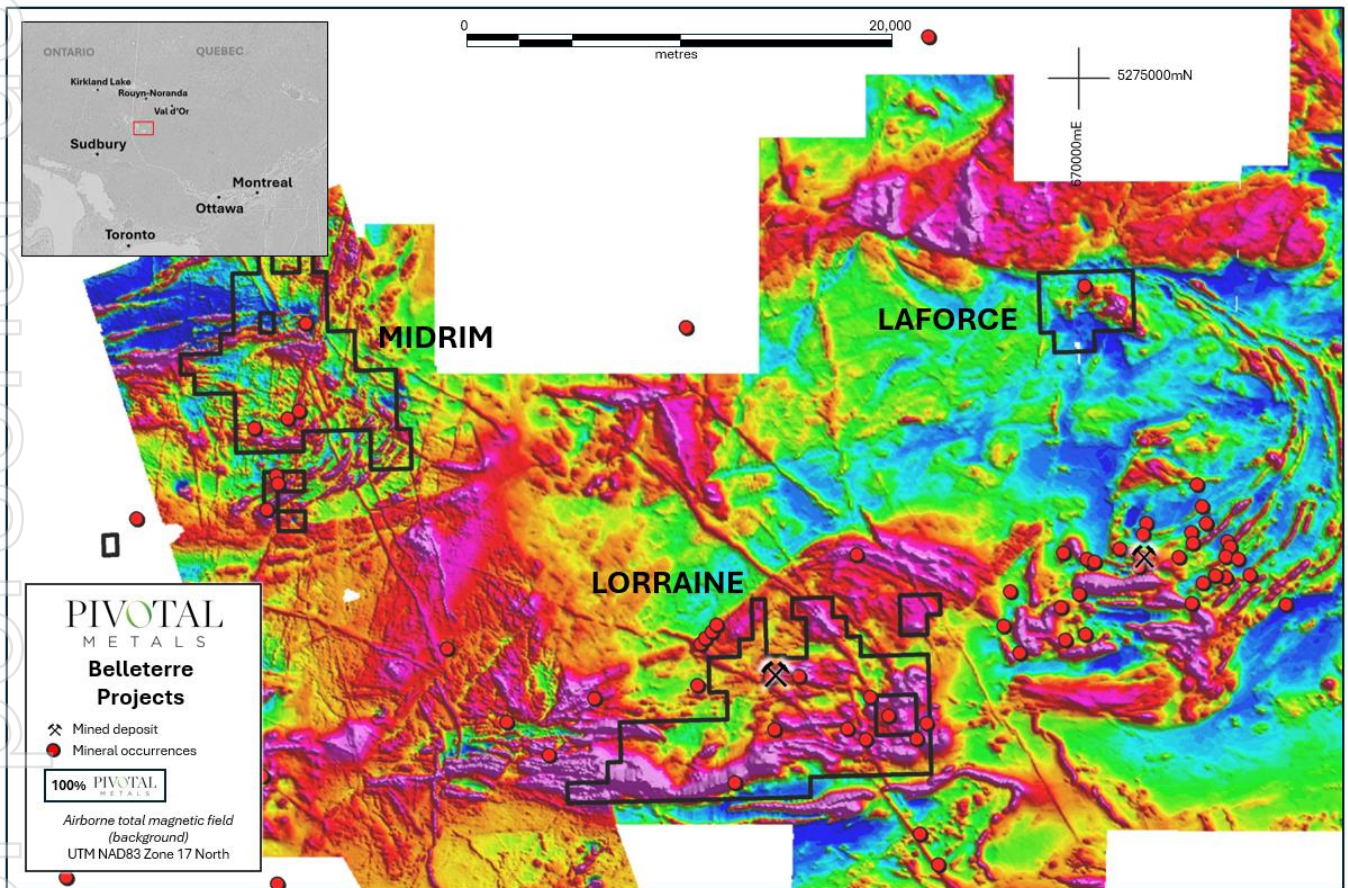 ONTARIO
QUEBEC
Kirkland Lake
Rouyn-Noranda
Val d'Or
Sudbury
Montreal
Ottawa
Toronto
0
20,000
metres
5275000mN
670000mE
MIDRIM
LAFORCE
LORRAINE
PIVOTAL
METALS
Belleterre
Projects
Mined deposit
Mineral occurrences
100% PIVOTAL
METALS
Airborne total magnetic field
(background)
UTM NAD83 Zone 17 North